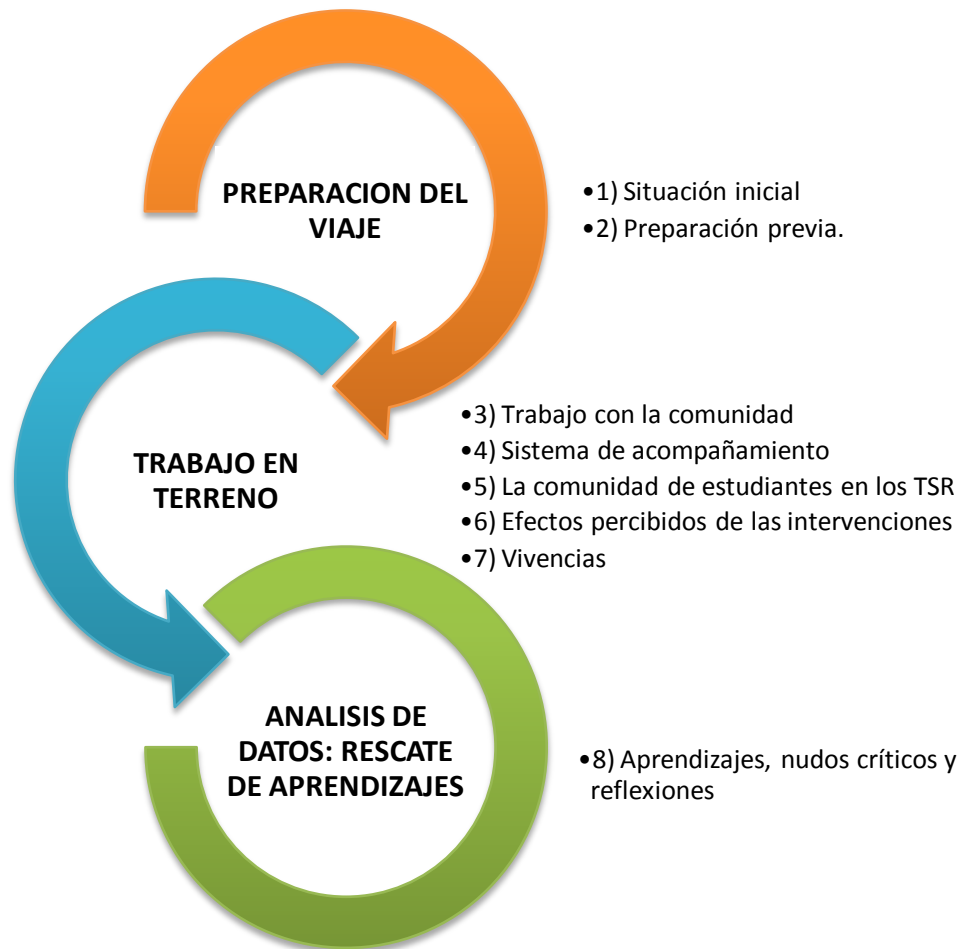 PREPARACION DEL
VIAJE
•1) Situación inicial
•2) Preparación previa.
TRABAJO EN
TERRENO
•3) Trabajo con la comunidad
•4) Sistema de acompañamiento
•5) La comunidad de estudiantes en los TSR
•6) Efectos percibidos de las intervenciones
•7) Vivencias
ANALISIS DE
DATOS: RESCATE
DE APRENDIZAJES
•8) Aprendizajes, nudos críticos y
reflexiones